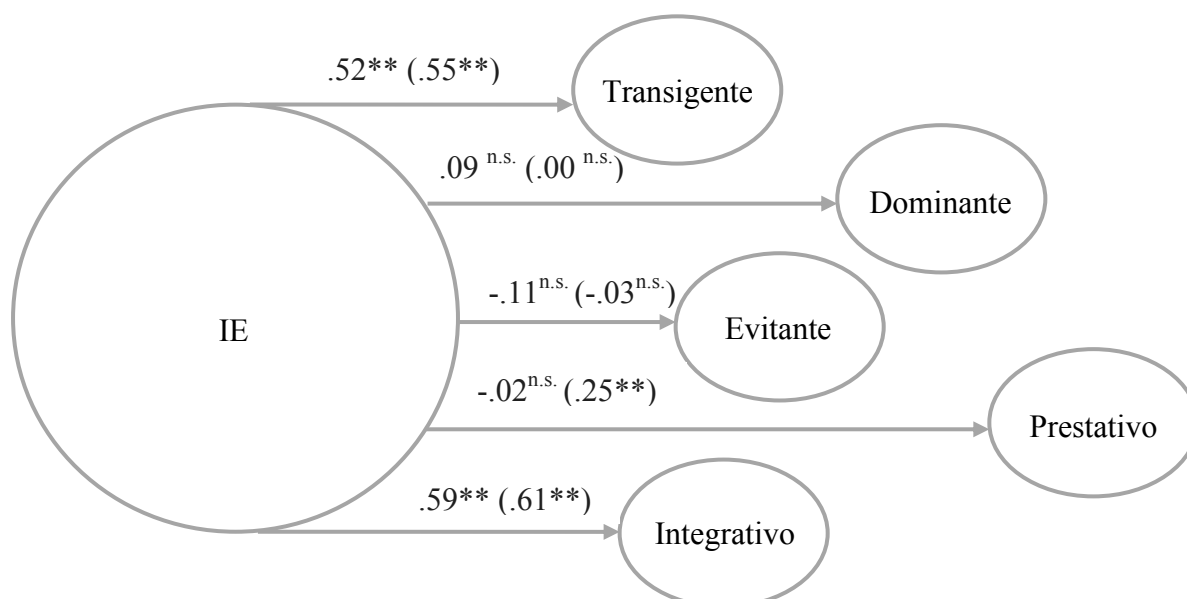 .52** (.55**)
Transigente
.09 n.s. (.00 n.s.)
Dominante
-.11n.s. (-.03n.s.)
IE
Evitante
-.02n.s. (.25**)
Prestativo
.59** (.61**)
Integrativo